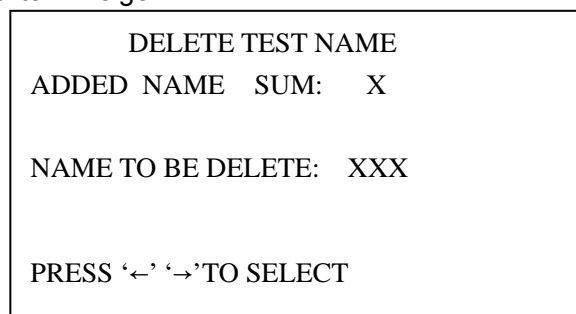 DELETE TEST NAME
ADDED NAME SUM: X
NAME TO BE DELETE: XXX
PRESS ‘←’ ‘→’TO SELECT